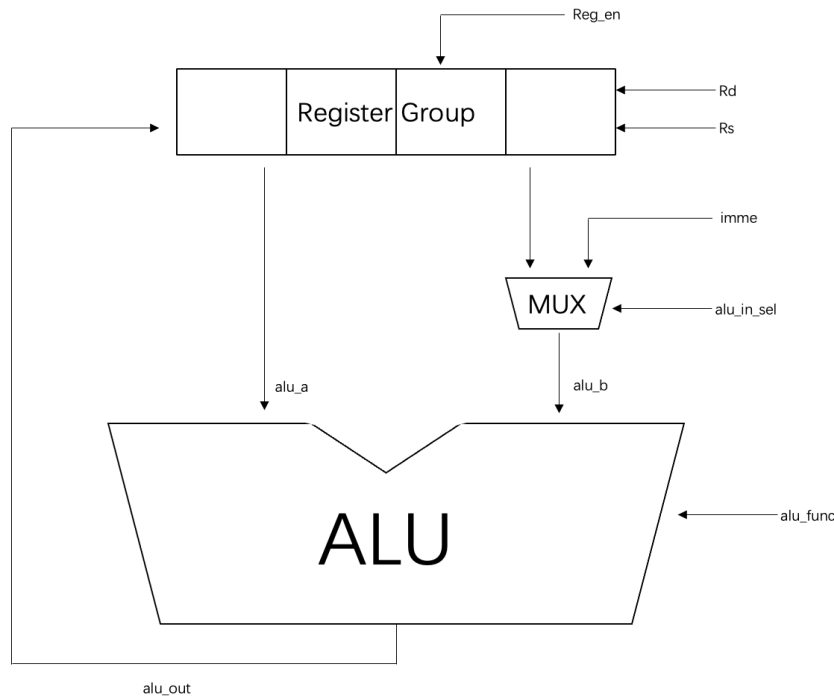 Reg_en
Register Group
Rd
Rs
imme
MUX
alu_in_sel
alu_a
alu_b
ALU
alu_func
alu_out